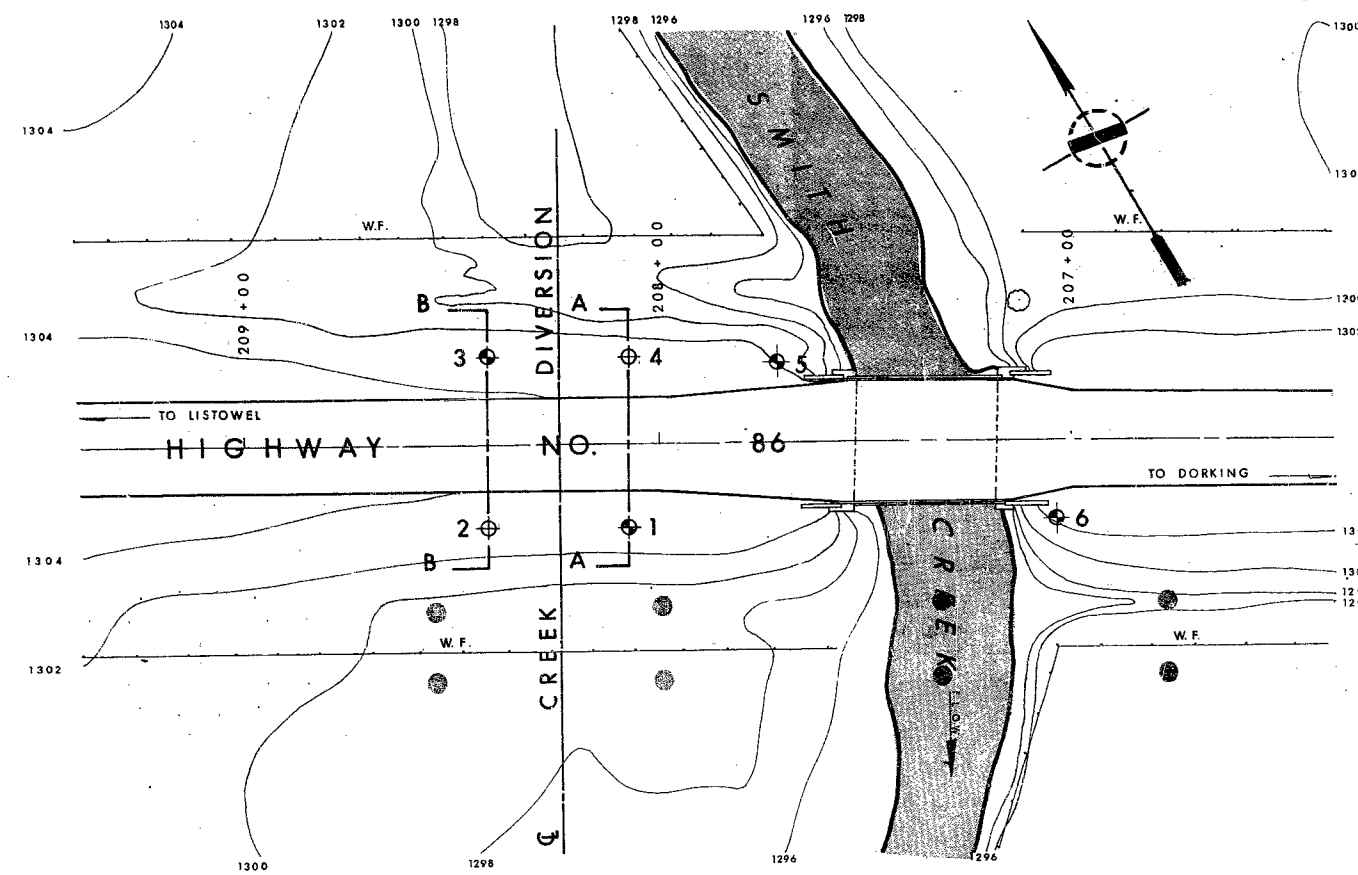 1304
1302
1300 1298
1298 1296
1296 1298
1304
SMITH
W.F.
W.F.
209 + 00
208 + 00
207 + 00
B
A
DIVERSION
1304
3
4
5
TO LISTOWEL
HIGHWAY NO. 86
TO DORKING
2
1
6
1304
B
A
CREEK
W.F.
W.F.
1302
CREEK
FLOW
℄
1300
1298
1296
1296